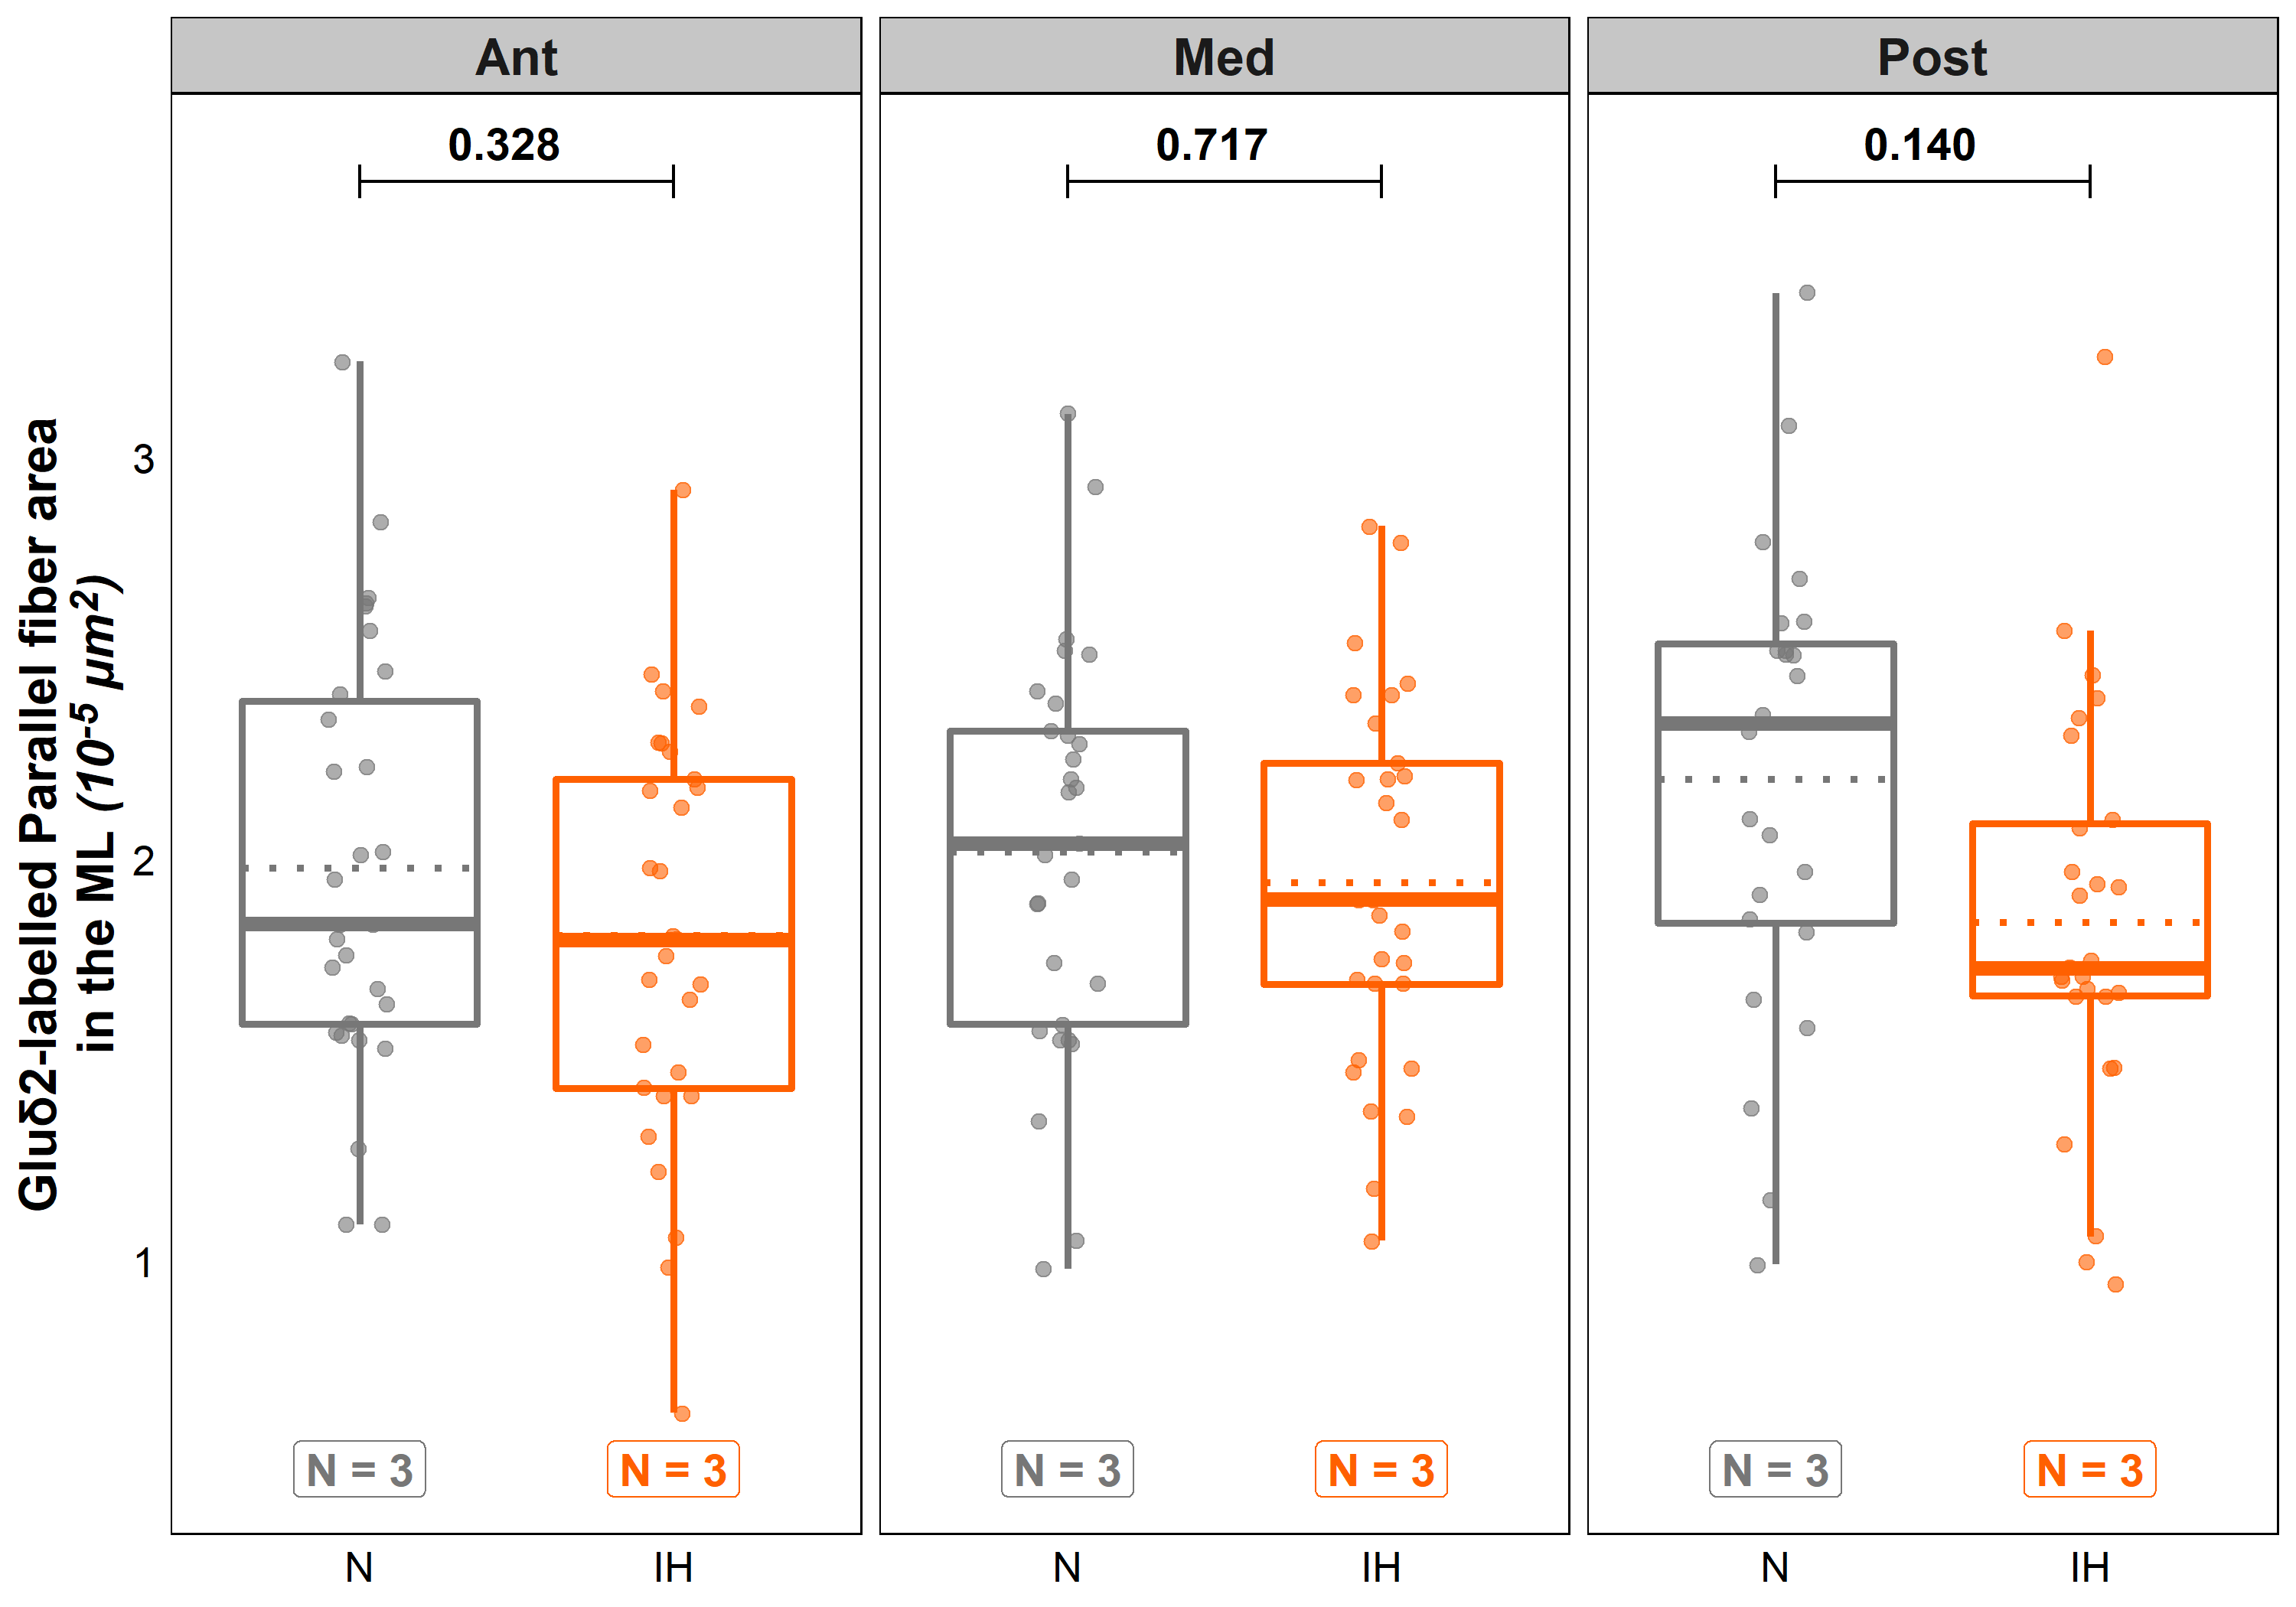 Ant Med Post
0.328 0.717 0.140
Gluδ2-labelled Parallel fiber area
in the ML (10⁻⁵ µm²)
3
2
1
N = 3 N = 3 N = 3 N = 3 N = 3 N = 3
N IH N IH N IH